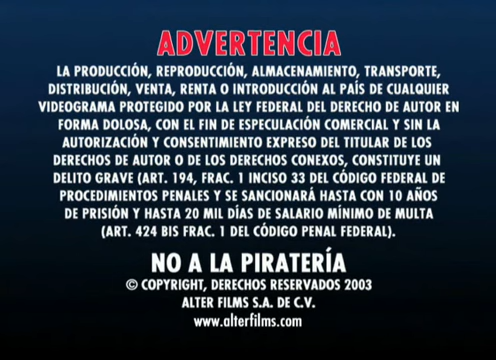 ADVERTENCIA
LA PRODUCCIÓN, REPRODUCCIÓN, ALMACENAMIENTO, TRANSPORTE,
DISTRIBUCIÓN, VENTA, RENTA O INTRODUCCIÓN AL PAÍS DE CUALQUIER
VIDEOGRAMA PROTEGIDO POR LA LEY FEDERAL DEL DERECHO DE AUTOR EN
FORMA DOLOSA, CON EL FIN DE ESPECULACIÓN COMERCIAL Y SIN LA
AUTORIZACIÓN Y CONSENTIMIENTO EXPRESO DEL TITULAR DE LOS
DERECHOS DE AUTOR O DE LOS DERECHOS CONEXOS, CONSTITUYE UN
DELITO GRAVE (ART. 194, FRAC. 1 INCISO 33 DEL CÓDIGO FEDERAL DE
PROCEDIMIENTOS PENALES Y SE SANCIONARÁ HASTA CON 10 AÑOS
DE PRISIÓN Y HASTA 20 MIL DÍAS DE SALARIO MÍNIMO DE MULTA
(ART. 424 BIS FRAC. 1 DEL CÓDIGO PENAL FEDERAL).
NO A LA PIRATERÍA
© COPYRIGHT, DERECHOS RESERVADOS 2003
ALTER FILMS S.A. DE C.V.
www.alterfilms.com